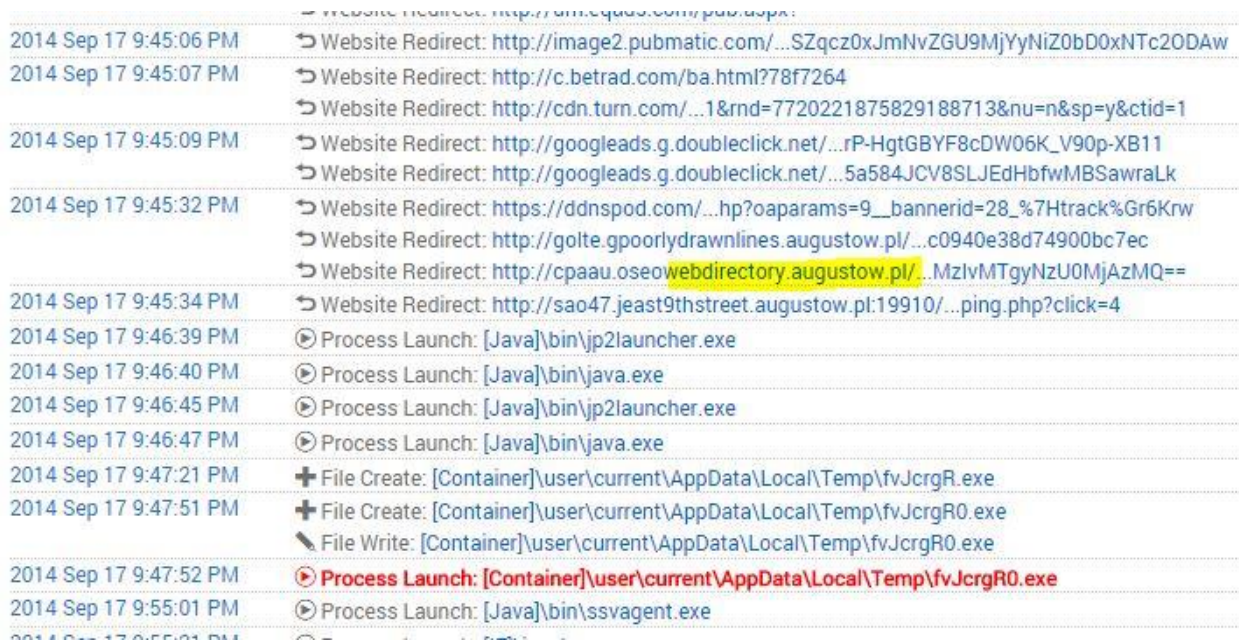 Website Redirect: http://um.eqads.com/pub.aspx?
2014 Sep 17 9:45:06 PM Website Redirect: http://image2.pubmatic.com/...SZqcz0xJmNvZGU9MjYyNiZ0bD0xNTc2ODAw
2014 Sep 17 9:45:07 PM Website Redirect: http://c.betrad.com/ba.html?78f7264
Website Redirect: http://cdn.turn.com/...1&rnd=7720221875829188713&nu=n&sp=y&ctid=1
2014 Sep 17 9:45:09 PM Website Redirect: http://googleads.g.doubleclick.net/...rP-HgtGBYF8cDW06K_V90p-XB11
Website Redirect: http://googleads.g.doubleclick.net/...5a584JCV8SLJEdHbfwMBSawraLk
2014 Sep 17 9:45:32 PM Website Redirect: https://ddnspod.com/...hp?oaparams=9__bannerid=28_%7Htrack%Gr6Krw
Website Redirect: http://golte.gpoorlydrawnlines.augustow.pl/...c0940e38d74900bc7ec
Website Redirect: http://cpaau.oseowebdirectory.augustow.pl/...MzIvMTgyNzU0MjAzMQ==
2014 Sep 17 9:45:34 PM Website Redirect: http://sao47.jeast9thstreet.augustow.pl:19910/...ping.php?click=4
2014 Sep 17 9:46:39 PM Process Launch: [Java]\bin\jp2launcher.exe
2014 Sep 17 9:46:40 PM Process Launch: [Java]\bin\java.exe
2014 Sep 17 9:46:45 PM Process Launch: [Java]\bin\jp2launcher.exe
2014 Sep 17 9:46:47 PM Process Launch: [Java]\bin\java.exe
2014 Sep 17 9:47:21 PM File Create: [Container]\user\current\AppData\Local\Temp\fvJcrgR.exe
2014 Sep 17 9:47:51 PM File Create: [Container]\user\current\AppData\Local\Temp\fvJcrgR0.exe
File Write: [Container]\user\current\AppData\Local\Temp\fvJcrgR0.exe
2014 Sep 17 9:47:52 PM Process Launch: [Container]\user\current\AppData\Local\Temp\fvJcrgR0.exe
2014 Sep 17 9:55:01 PM Process Launch: [Java]\bin\ssvagent.exe